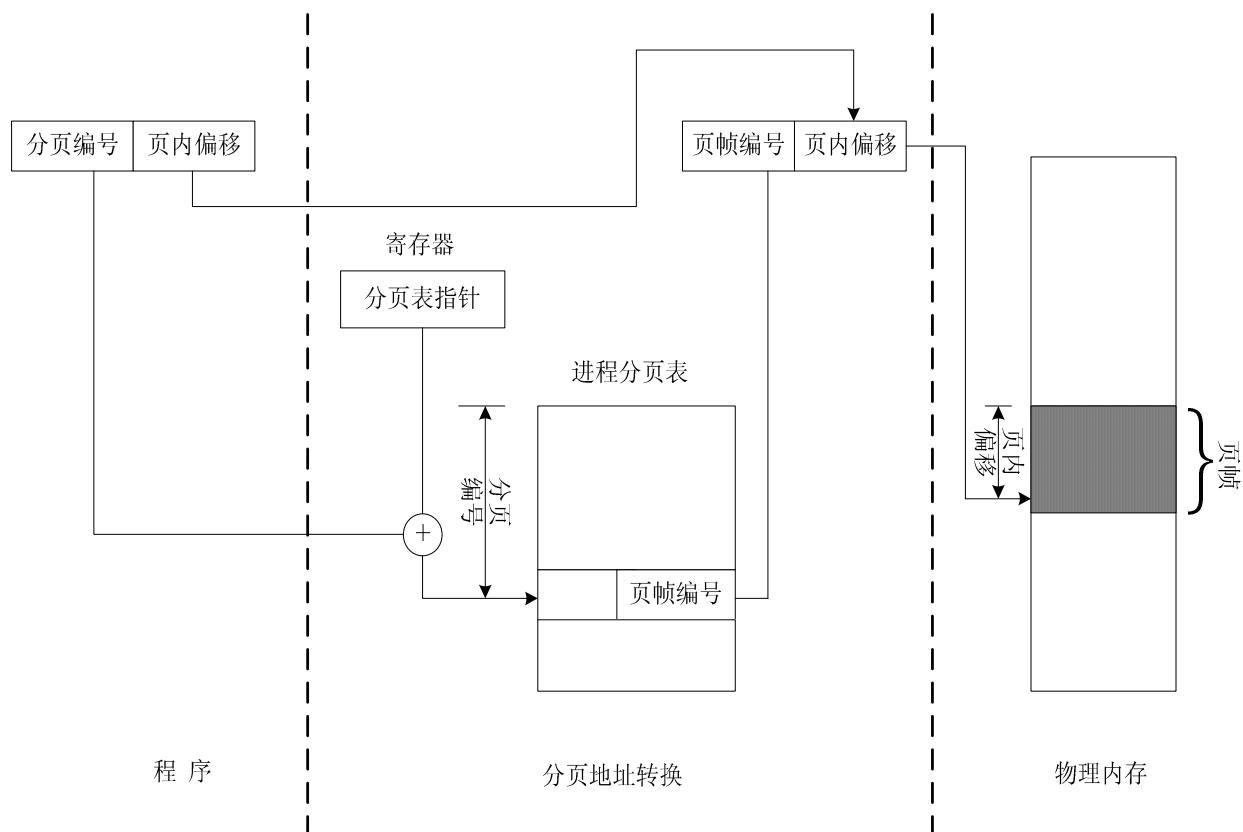 分页编号 页内偏移
页帧编号 页内偏移
寄存器
分页表指针
进程分页表
分页
编号
+
页帧编号
页内
偏移
页帧
程 序
分页地址转换
物理内存